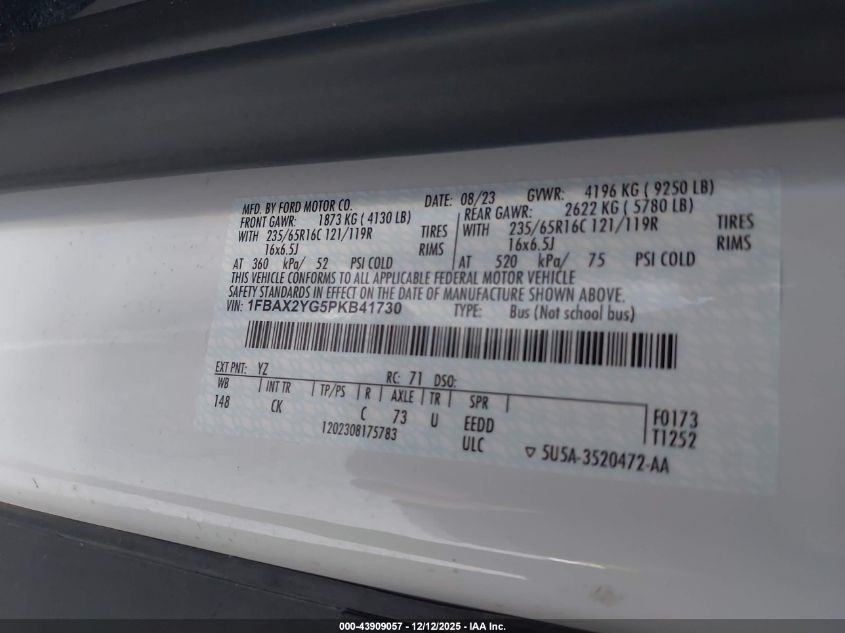 MFD. BY FORD MOTOR CO. DATE: 08/23 GVWR: 4196 KG ( 9250 LB)
FRONT GAWR: 1873 KG ( 4130 LB) REAR GAWR: 2622 KG ( 5780 LB)
WITH 235/65R16C 121/119R TIRES WITH 235/65R16C 121/119R TIRES
16x6.5J RIMS 16x6.5J RIMS
AT 360 kPa/ 52 PSI COLD AT 520 kPa/ 75 PSI COLD
THIS VEHICLE CONFORMS TO ALL APPLICABLE FEDERAL MOTOR VEHICLE
SAFETY STANDARDS IN EFFECT ON THE DATE OF MANUFACTURE SHOWN ABOVE.
VIN: 1FBAX2YG5PKB41730 TYPE: Bus (Not school bus)
EXT PNT: YZ RC: 71 DSO:
WB INT TR TP/PS R AXLE TR SPR
148 CK C 73 U EEDD F0173
1202308175783 ULC T1252
▽ 5U5A-3520472-AA
000-43909057 - 12/12/2025 - IAA Inc.